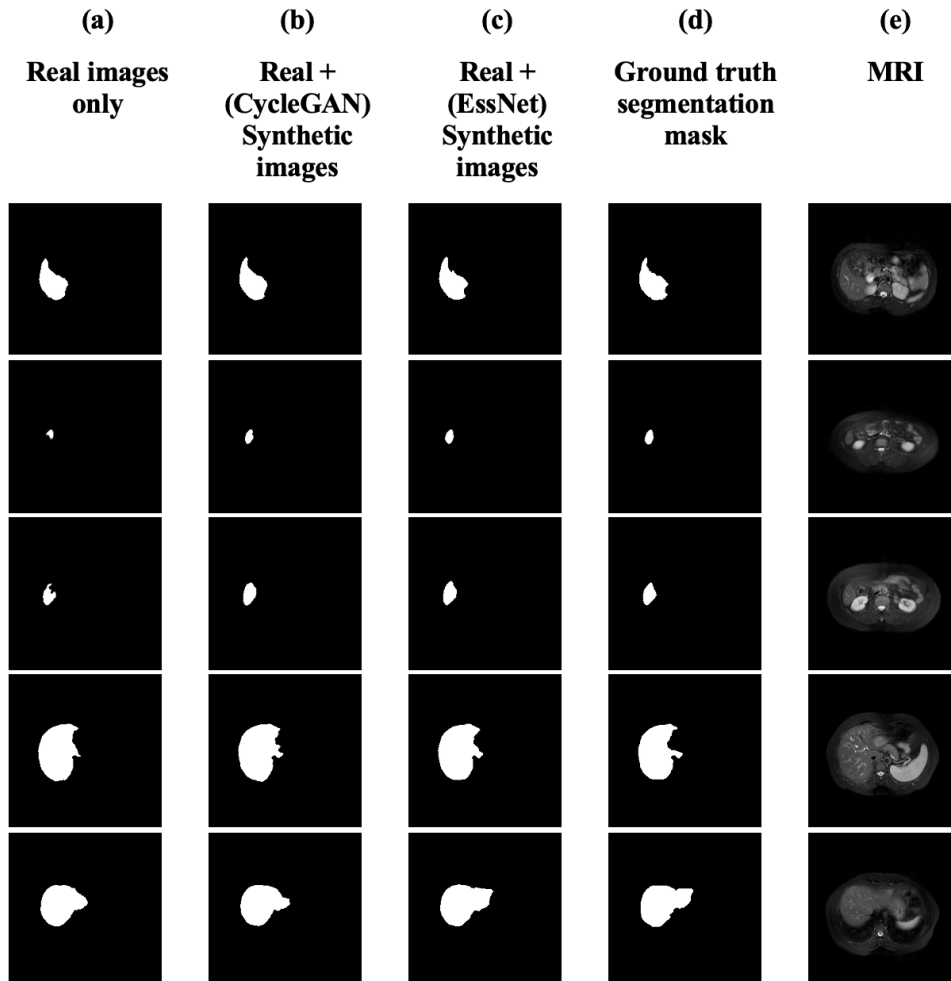 (a)
(b)
(c)
(d)
(e)
Real images
only
Real +
(CycleGAN)
Synthetic
images
Real +
(EssNet)
Synthetic
images
Ground truth
segmentation
mask
MRI